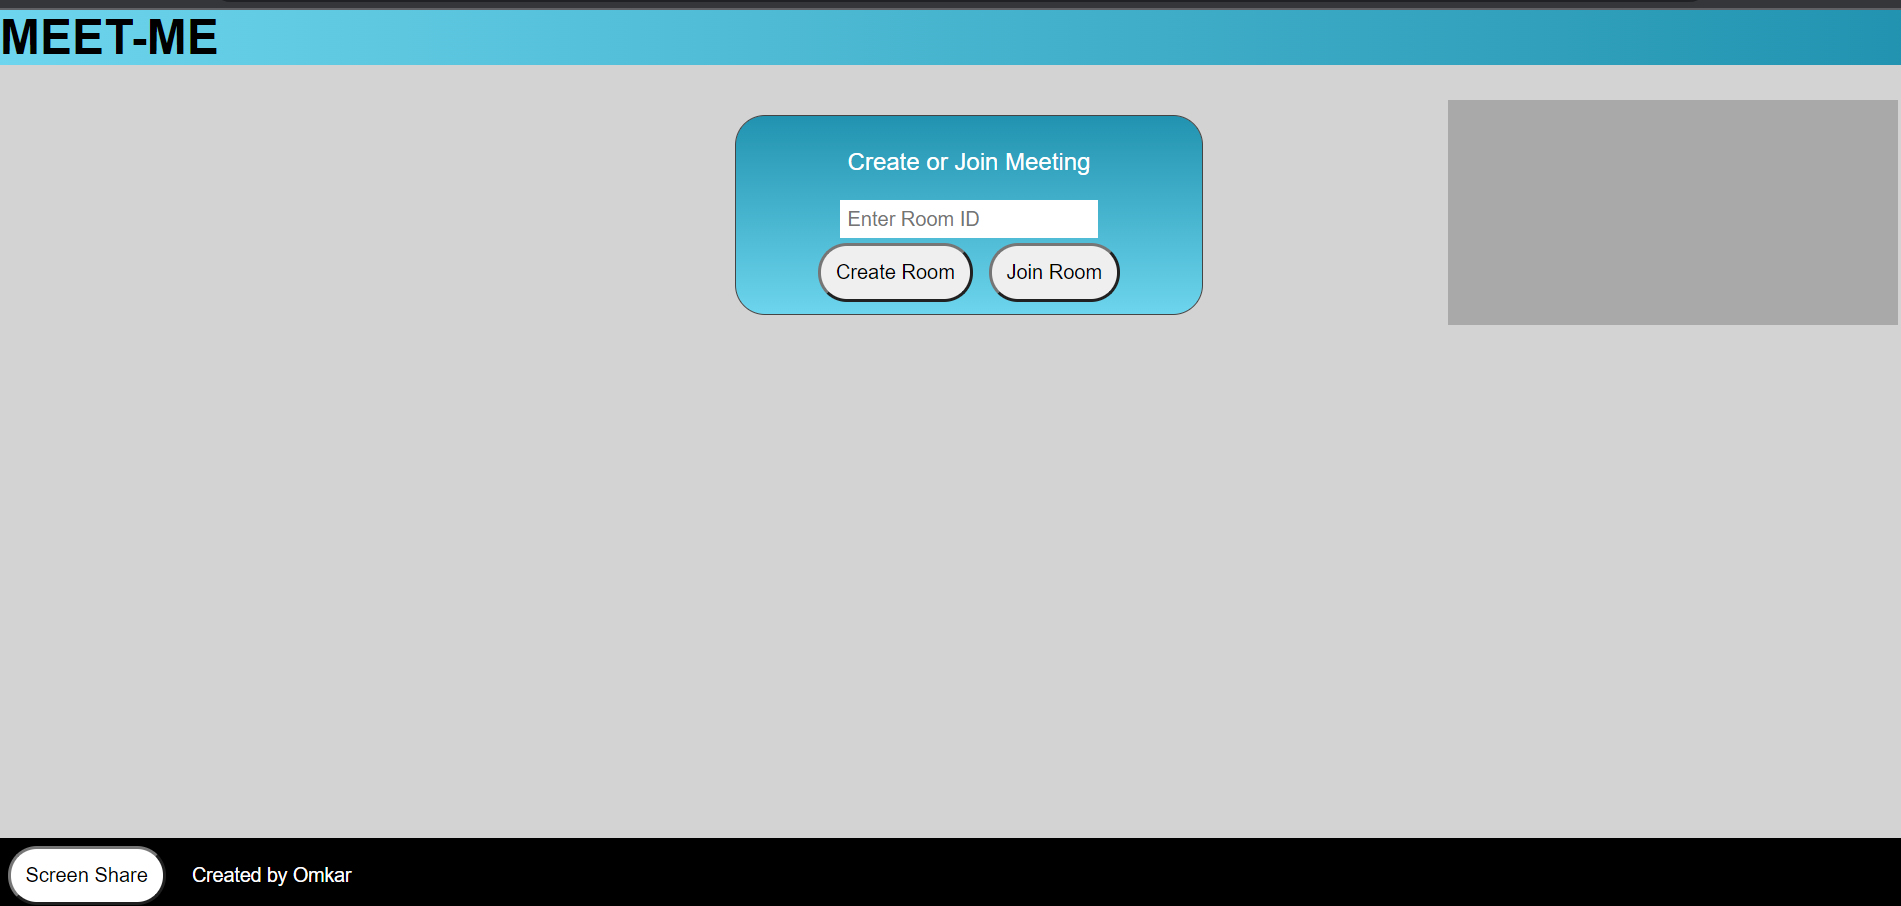 MEET-ME
Create or Join Meeting
Enter Room ID
Create Room Join Room
Screen Share Created by Omkar